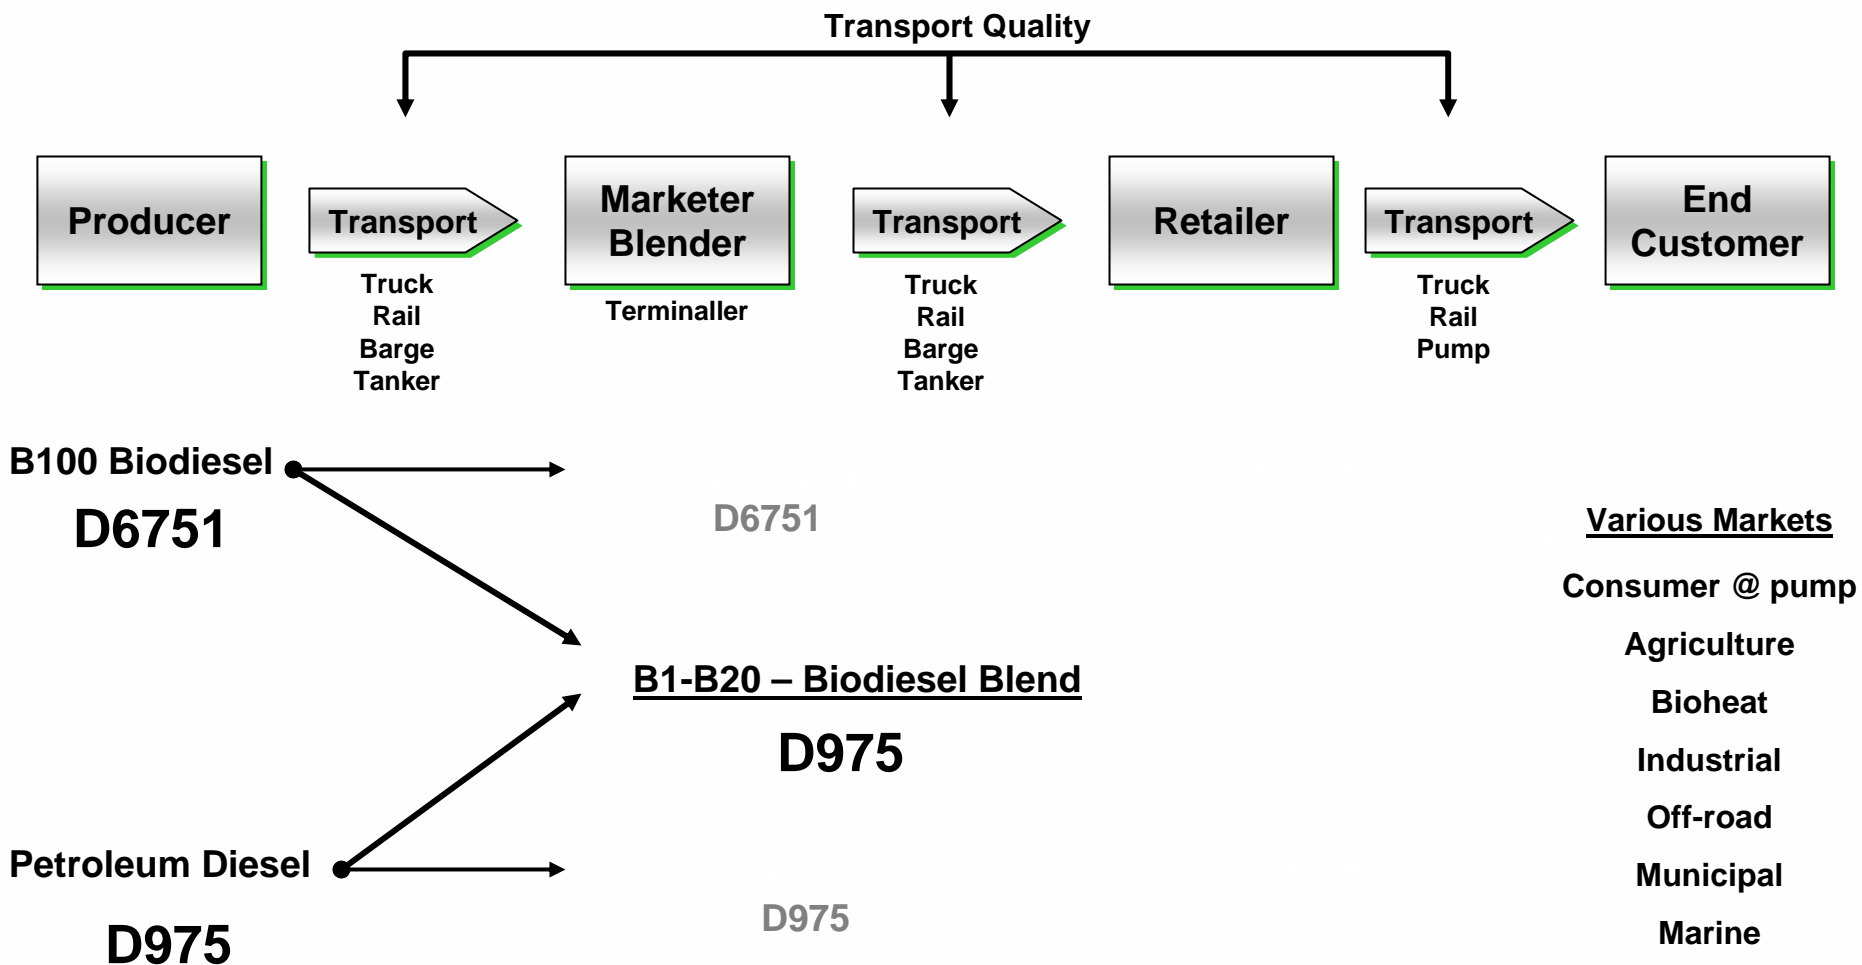 Transport Quality
Producer
Transport
Truck
Rail
Barge
Tanker
Marketer
Blender
Terminaller
Transport
Truck
Rail
Barge
Tanker
Retailer
Transport
Truck
Rail
Pump
End
Customer
B100 Biodiesel
D6751
D6751
B1-B20 – Biodiesel Blend
D975
Petroleum Diesel
D975
D975
Various Markets
Consumer @ pump
Agriculture
Bioheat
Industrial
Off-road
Municipal
Marine